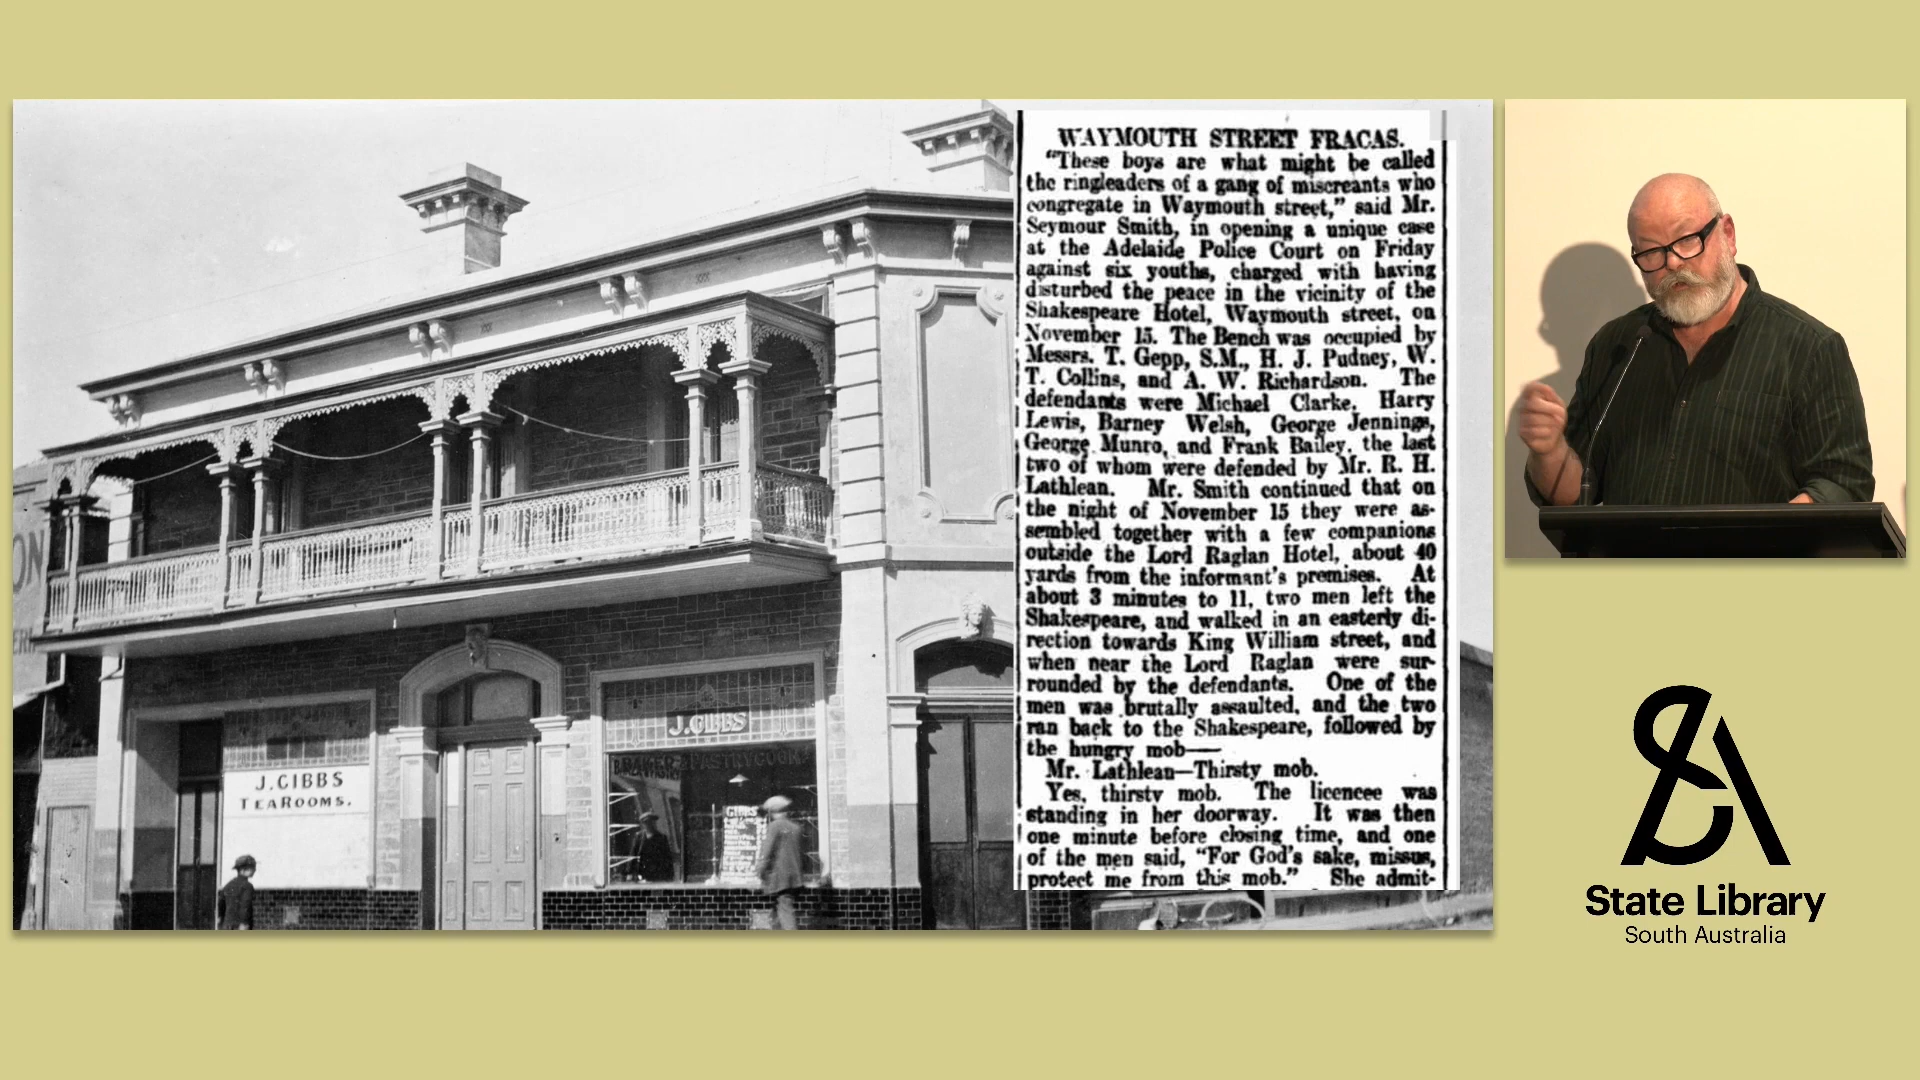 ON
ER
J. GIBBS
TEAROOMS.
J. GIBBS
BAKER & PASTRYCOOK
GIBBS
WAYMOUTH STREET FRACAS.
"These boys are what might be called
the ringleaders of a gang of miscreants who
congregate in Waymouth street," said Mr.
Seymour Smith, in opening a unique case
at the Adelaide Police Court on Friday
against six youths, charged with having
disturbed the peace in the vicinity of the
Shakespeare Hotel, Waymouth street, on
November 15. The Bench was occupied by
Messrs. T. Gepp, S.M., H. J. Pudney, W.
T. Collins, and A. W. Richardson. The
defendants were Michael Clarke, Harry
Lewis, Barney Welsh, George Jennings,
George Munro, and Frank Bailey, the last
two of whom were defended by Mr. R. H.
Lathlean. Mr. Smith continued that on
the night of November 15 they were as-
sembled together with a few companions
outside the Lord Raglan Hotel, about 40
yards from the informant's premises. At
about 3 minutes to 11, two men left the
Shakespeare, and walked in an easterly di-
rection towards King William street, and
when near the Lord Raglan were sur-
rounded by the defendants. One of the
men was brutally assaulted, and the two
ran back to the Shakespeare, followed by
the hungry mob—
Mr. Lathlean—Thirsty mob.
Yes, thirsty mob. The licencee was
standing in her doorway. It was then
one minute before closing time, and one
of the men said, "For God's sake, missus,
protect me from this mob." She admit-
State Library
South Australia